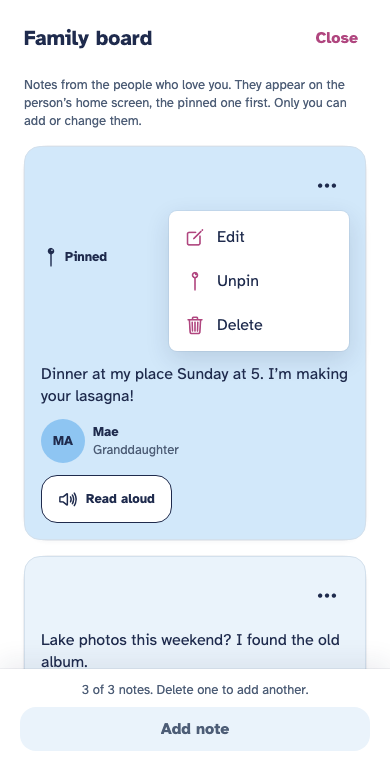 Family board
Close
Notes from the people who love you. They appear on the
person’s home screen, the pinned one first. Only you can
add or change them.
Edit
Pinned
Unpin
Delete
Dinner at my place Sunday at 5. I’m making
your lasagna!
MA
Mae
Granddaughter
Read aloud
Lake photos this weekend? I found the old
album.
3 of 3 notes. Delete one to add another.
Add note